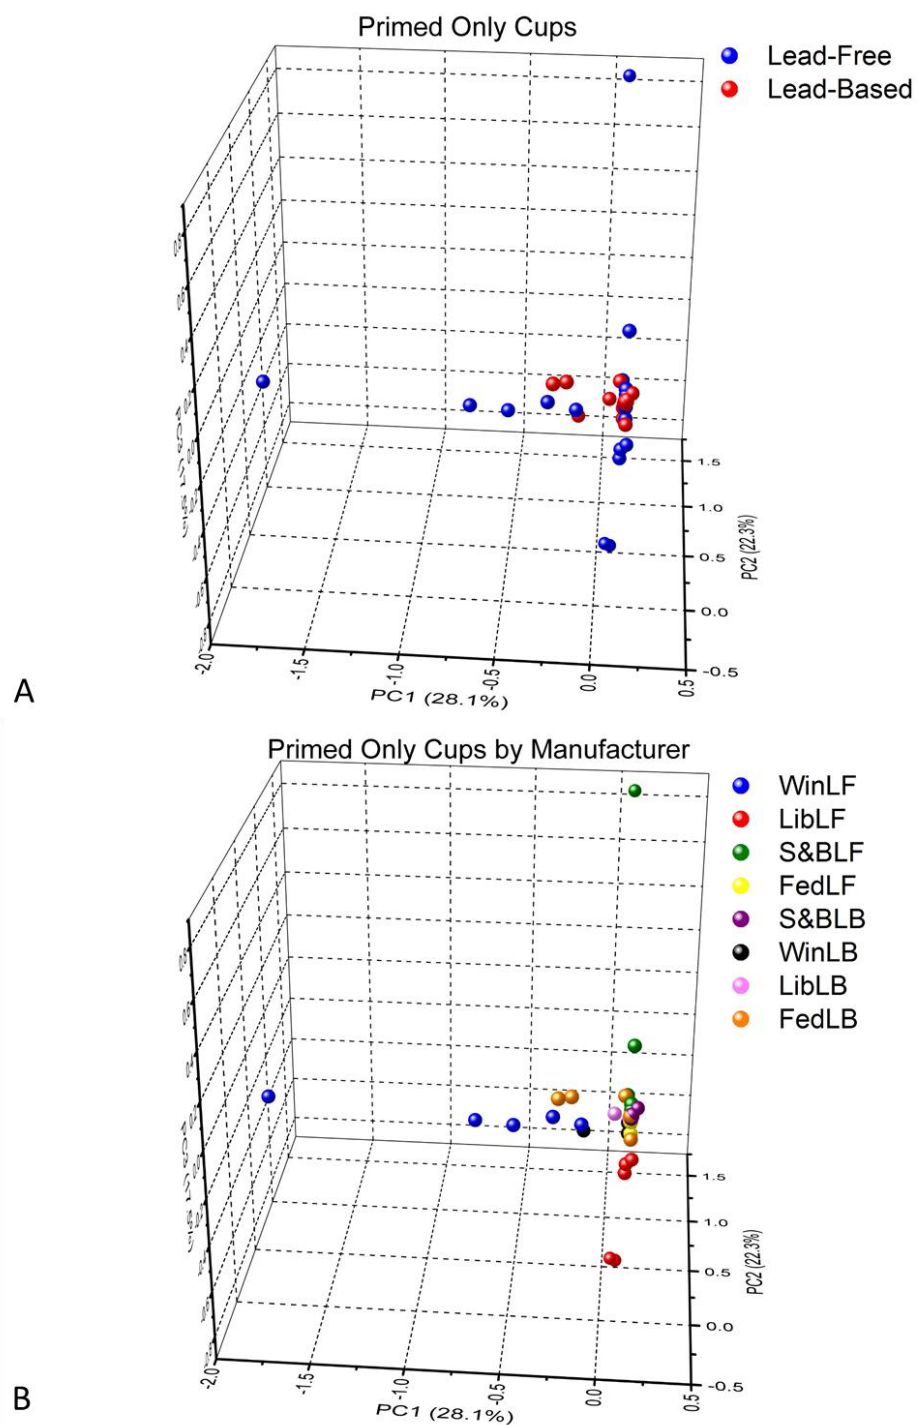 Primed Only Cups
Lead-Free
Lead-Based
1.5
1.0
0.5
0.0
-0.5
PC2 (22.3%)
-2.0
-1.5
-1.0
-0.5
0.0
0.5
PC1 (28.1%)
A
Primed Only Cups by Manufacturer
WinLF
LibLF
S&BLF
FedLF
S&BLB
WinLB
LibLB
FedLB
1.5
1.0
0.5
0.0
-0.5
PC2 (22.3%)
-2.0
-1.5
-1.0
-0.5
0.0
0.5
PC1 (28.1%)
B